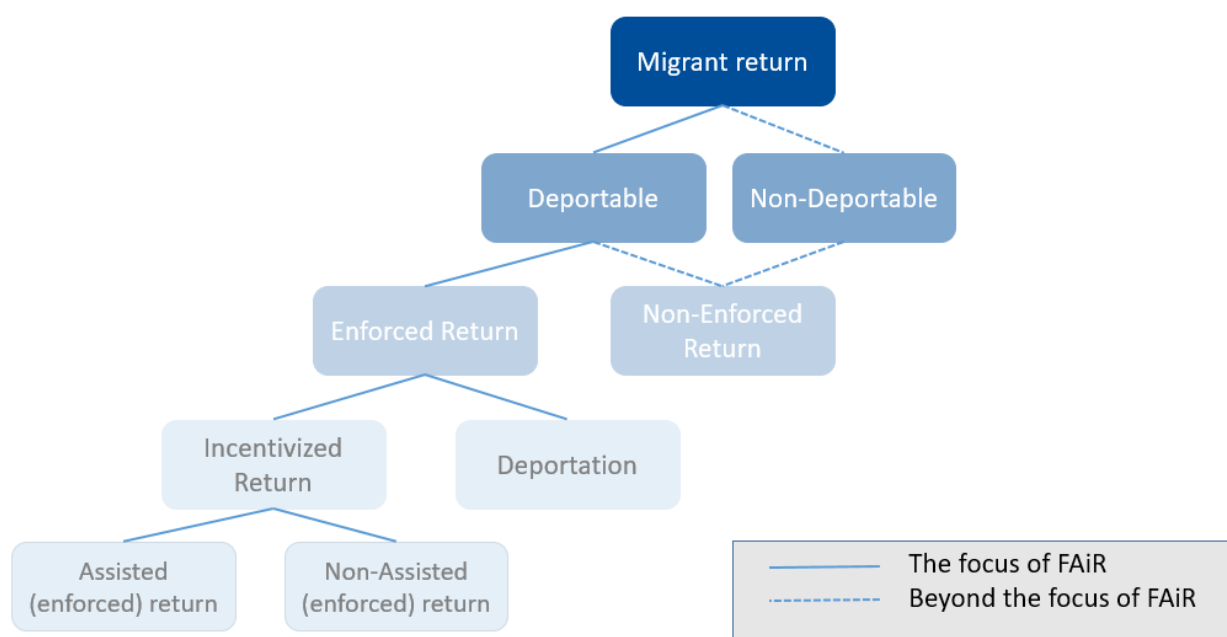 Migrant return
Deportable
Non-Deportable
Enforced Return
Non-Enforced
Return
Incentivized
Return
Deportation
Assisted
(enforced) return
Non-Assisted
(enforced) return
The focus of FAiR
Beyond the focus of FAiR